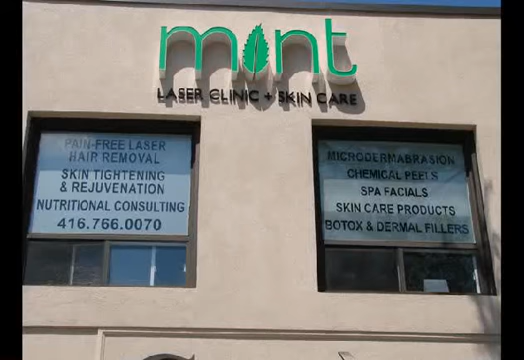 mint
LASER CLINIC + SKIN CARE
PAIN-FREE LASER
HAIR REMOVAL
SKIN TIGHTENING
& REJUVENATION
NUTRITIONAL CONSULTING
416.766.0070
MICRODERMABRASION
CHEMICAL PEELS
SPA FACIALS
SKIN CARE PRODUCTS
BOTOX & DERMAL FILLERS